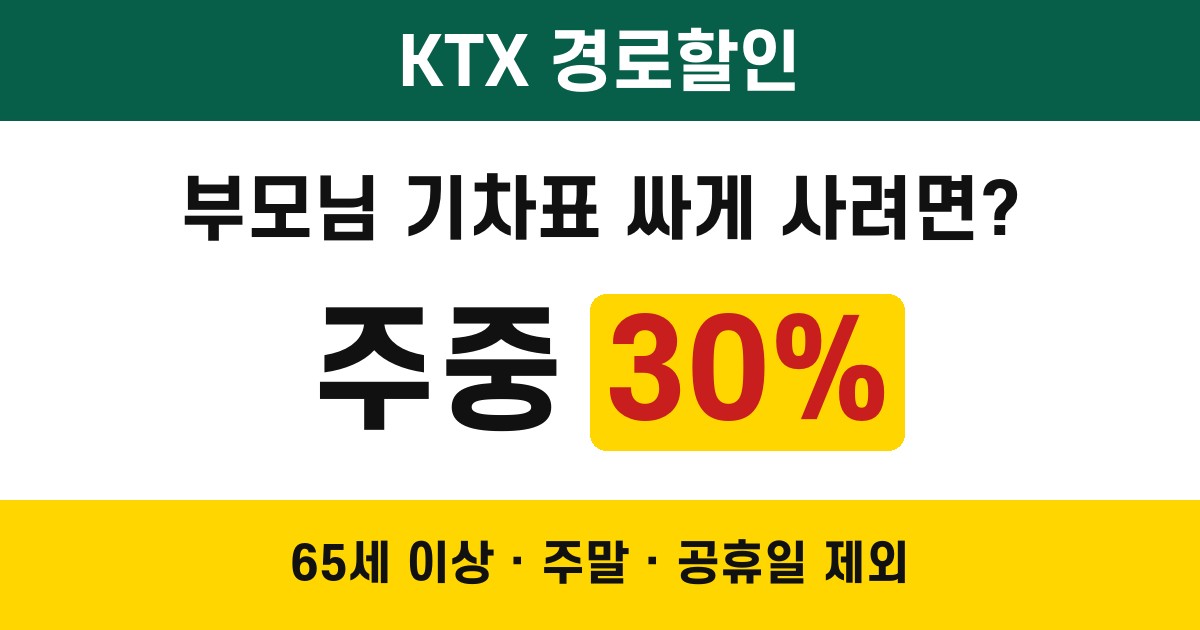 KTX 경로할인
부모님 기차표 싸게 사려면?
주중 30%
65세 이상 · 주말 · 공휴일 제외